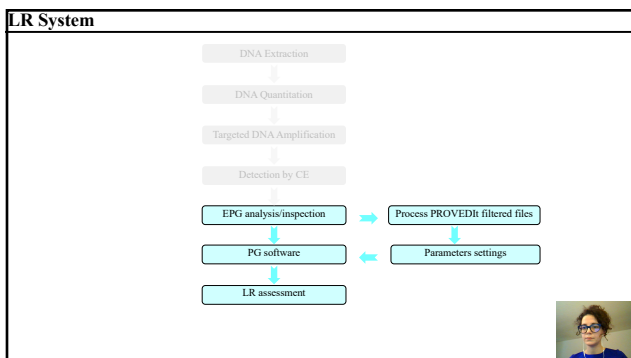 LR System
DNA Extraction
DNA Quantitation
Targeted DNA Amplification
Detection by CE
EPG analysis/inspection
Process PROVEDIt filtered files
PG software
Parameters settings
LR assessment